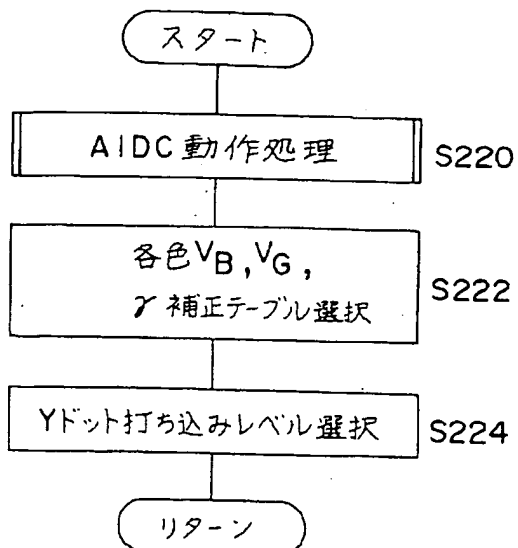 スタート
AIDC動作処理
S220
各色VB,VG,
γ補正テーブル選択
S222
Yドット打ち込みレベル選択
S224
リターン